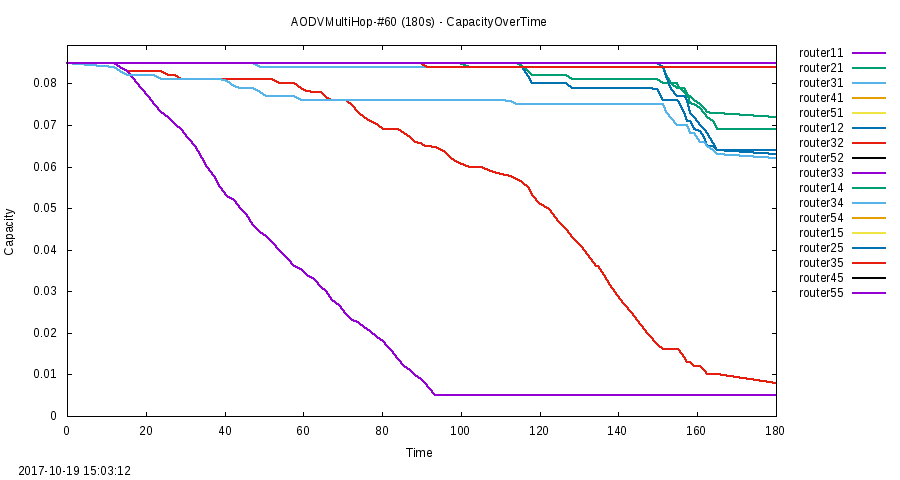 AODVMultiHop-#60 (180s) - CapacityOverTime
router11
router21
router31
router41
router51
router12
router32
router52
router33
router14
router34
router54
router15
router25
router35
router45
router55
Capacity
0.08
0.07
0.06
0.05
0.04
0.03
0.02
0.01
0
0 20 40 60 80 100 120 140 160 180
Time
2017-10-19 15:03:12